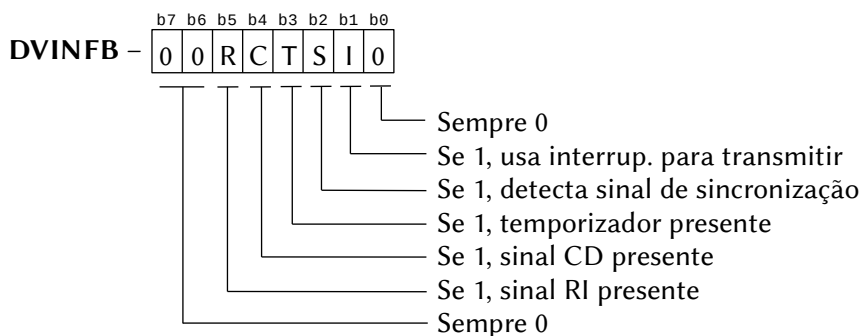 b7 b6 b5 b4 b3 b2 b1 b0
DVINFB – 0 0 R C T S I 0
Sempre 0
Se 1, usa interrup. para transmitir
Se 1, detecta sinal de sincronização
Se 1, temporizador presente
Se 1, sinal CD presente
Se 1, sinal RI presente
Sempre 0